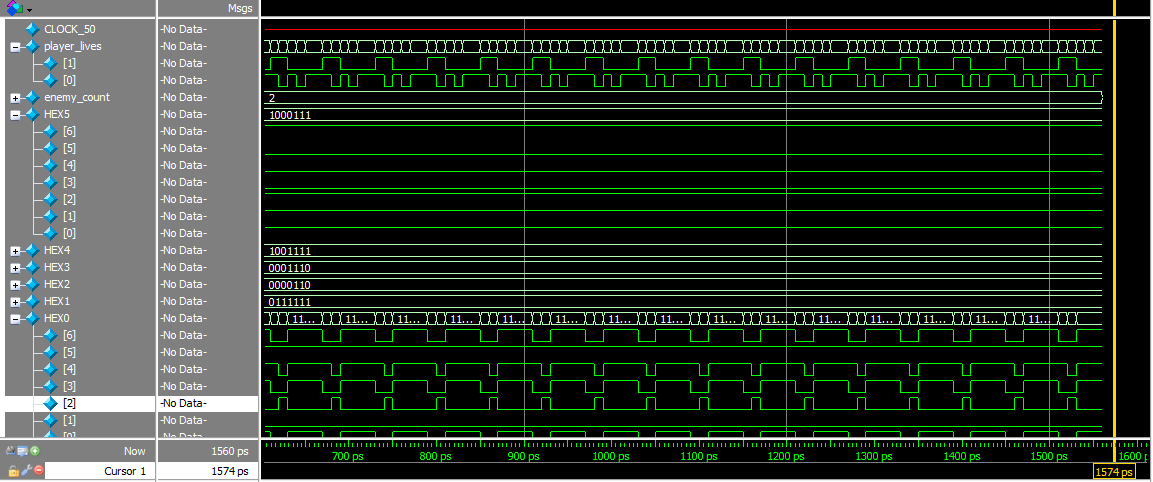 Msgs
CLOCK_50 -No Data-
player_lives -No Data-
[1] -No Data-
[0] -No Data-
enemy_count -No Data- 2
HEX5 -No Data- 1000111
[6] -No Data-
[5] -No Data-
[4] -No Data-
[3] -No Data-
[2] -No Data-
[1] -No Data-
[0] -No Data-
HEX4 -No Data- 1001111
HEX3 -No Data- 0001110
HEX2 -No Data- 0000110
HEX1 -No Data- 0111111
HEX0 -No Data- 11... 11... 11... 11... 11... 11... 11... 11... 11... 11... 11... 11... 11... 11... 11...
[6] -No Data-
[5] -No Data-
[4] -No Data-
[3] -No Data-
[2] -No Data-
[1] -No Data-
[0] -No Data-
Now 1560 ps 700 ps 800 ps 900 ps 1000 ps 1100 ps 1200 ps 1300 ps 1400 ps 1500 ps 1600 ps
Cursor 1 1574 ps 1574 ps